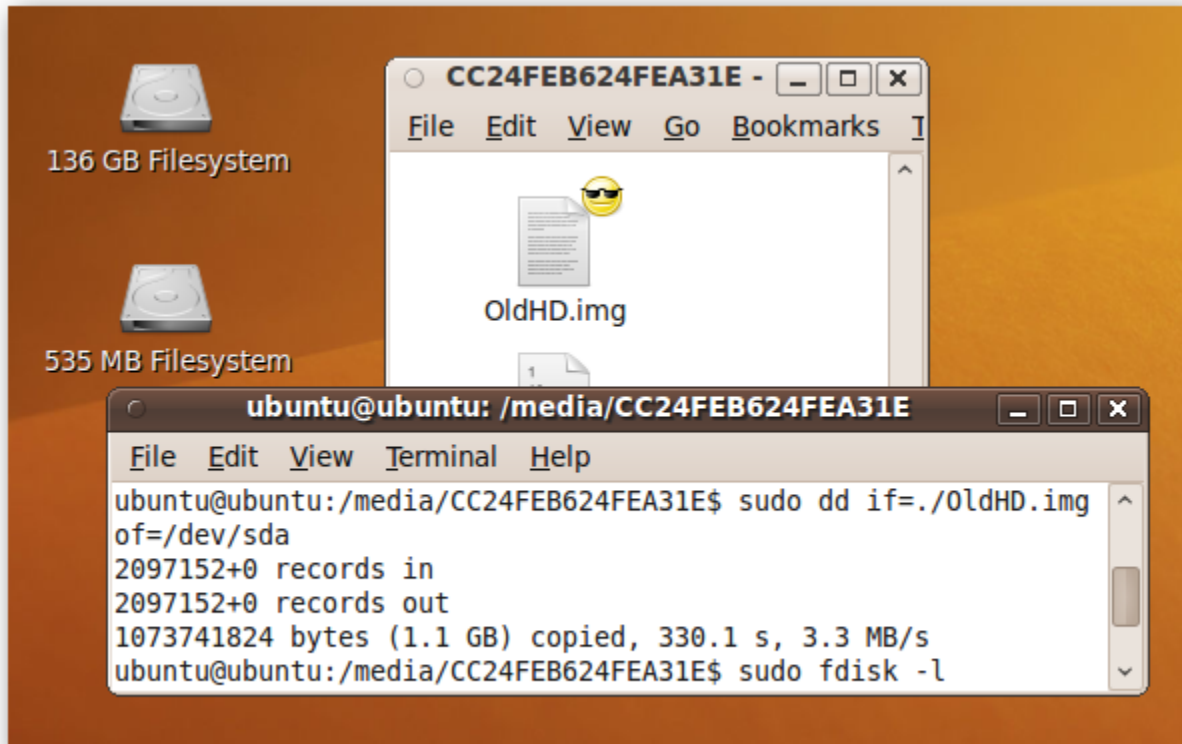 136 GB Filesystem
535 MB Filesystem
CC24FEB624FEA31E -
File Edit View Go Bookmarks T
OldHD.img
1
ubuntu@ubuntu: /media/CC24FEB624FEA31E
File Edit View Terminal Help
ubuntu@ubuntu:/media/CC24FEB624FEA31E$ sudo dd if=./OldHD.img
of=/dev/sda
2097152+0 records in
2097152+0 records out
1073741824 bytes (1.1 GB) copied, 330.1 s, 3.3 MB/s
ubuntu@ubuntu:/media/CC24FEB624FEA31E$ sudo fdisk -l